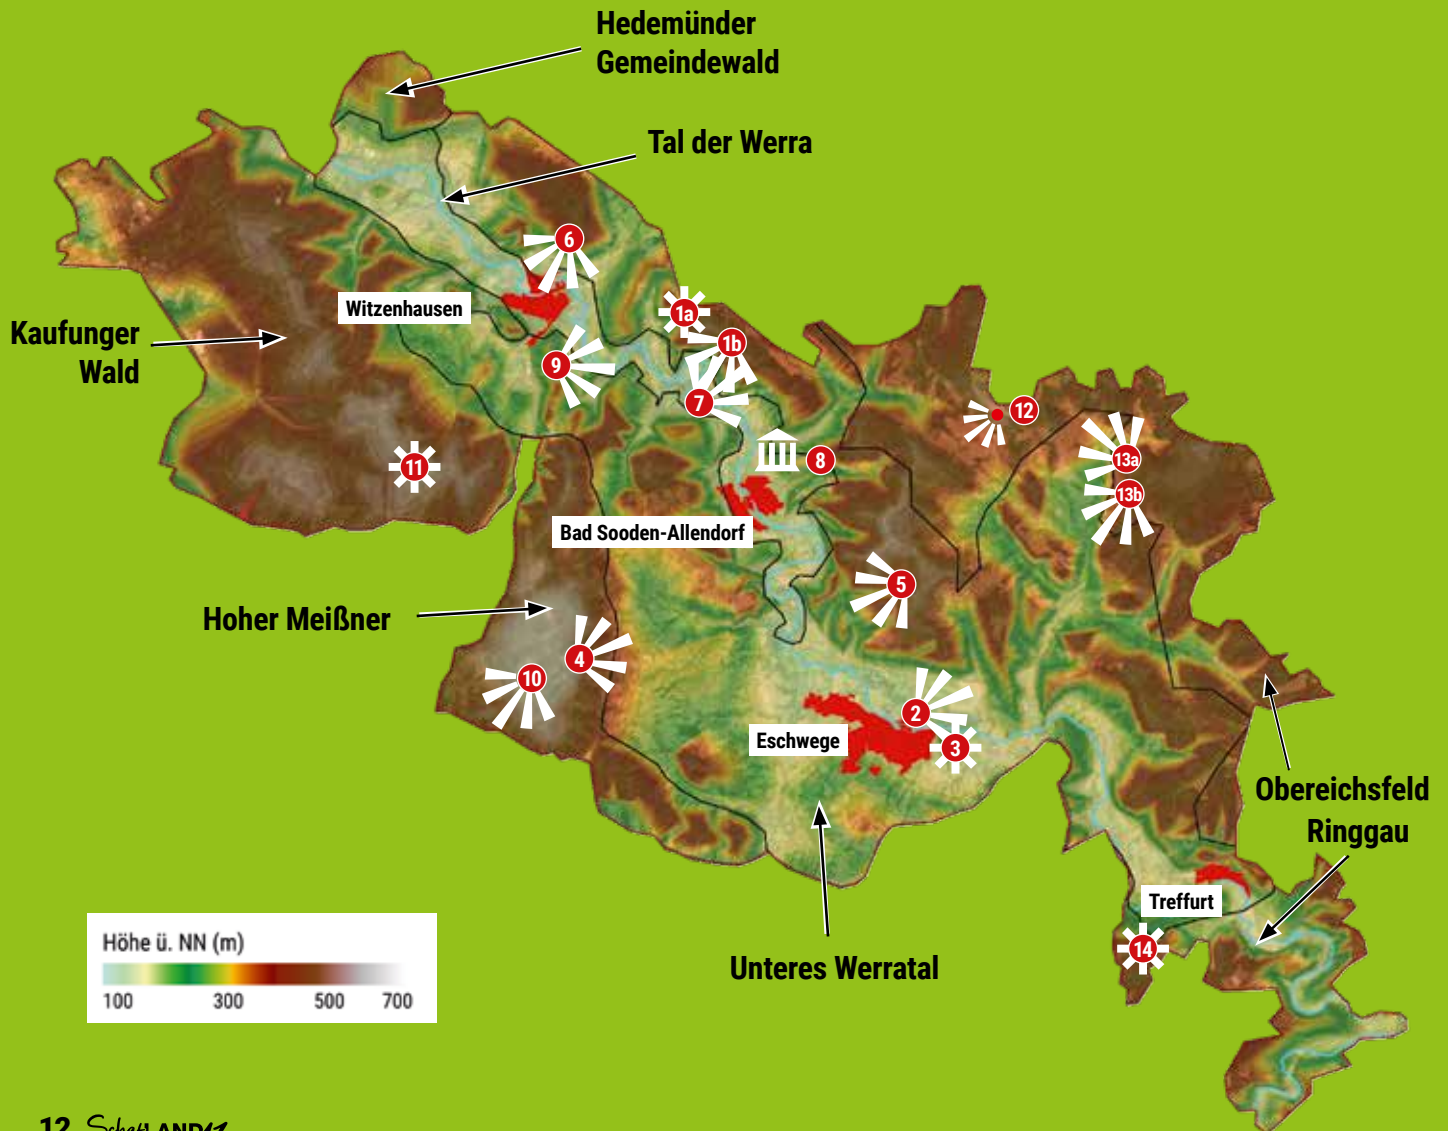 Hedemünder
Gemeindewald
Tal der Werra
6
Witzenhausen
1a
Kaufunger
Wald
1b
9
7
12
8
13a
11
13b
Bad Sooden-Allendorf
5
Hoher Meißner
4
10
2
Eschwege
3
Obereichsfeld
Ringgau
Treffurt
14
Höhe ü. NN (m)
100 300 500 700
Unteres Werratal
12